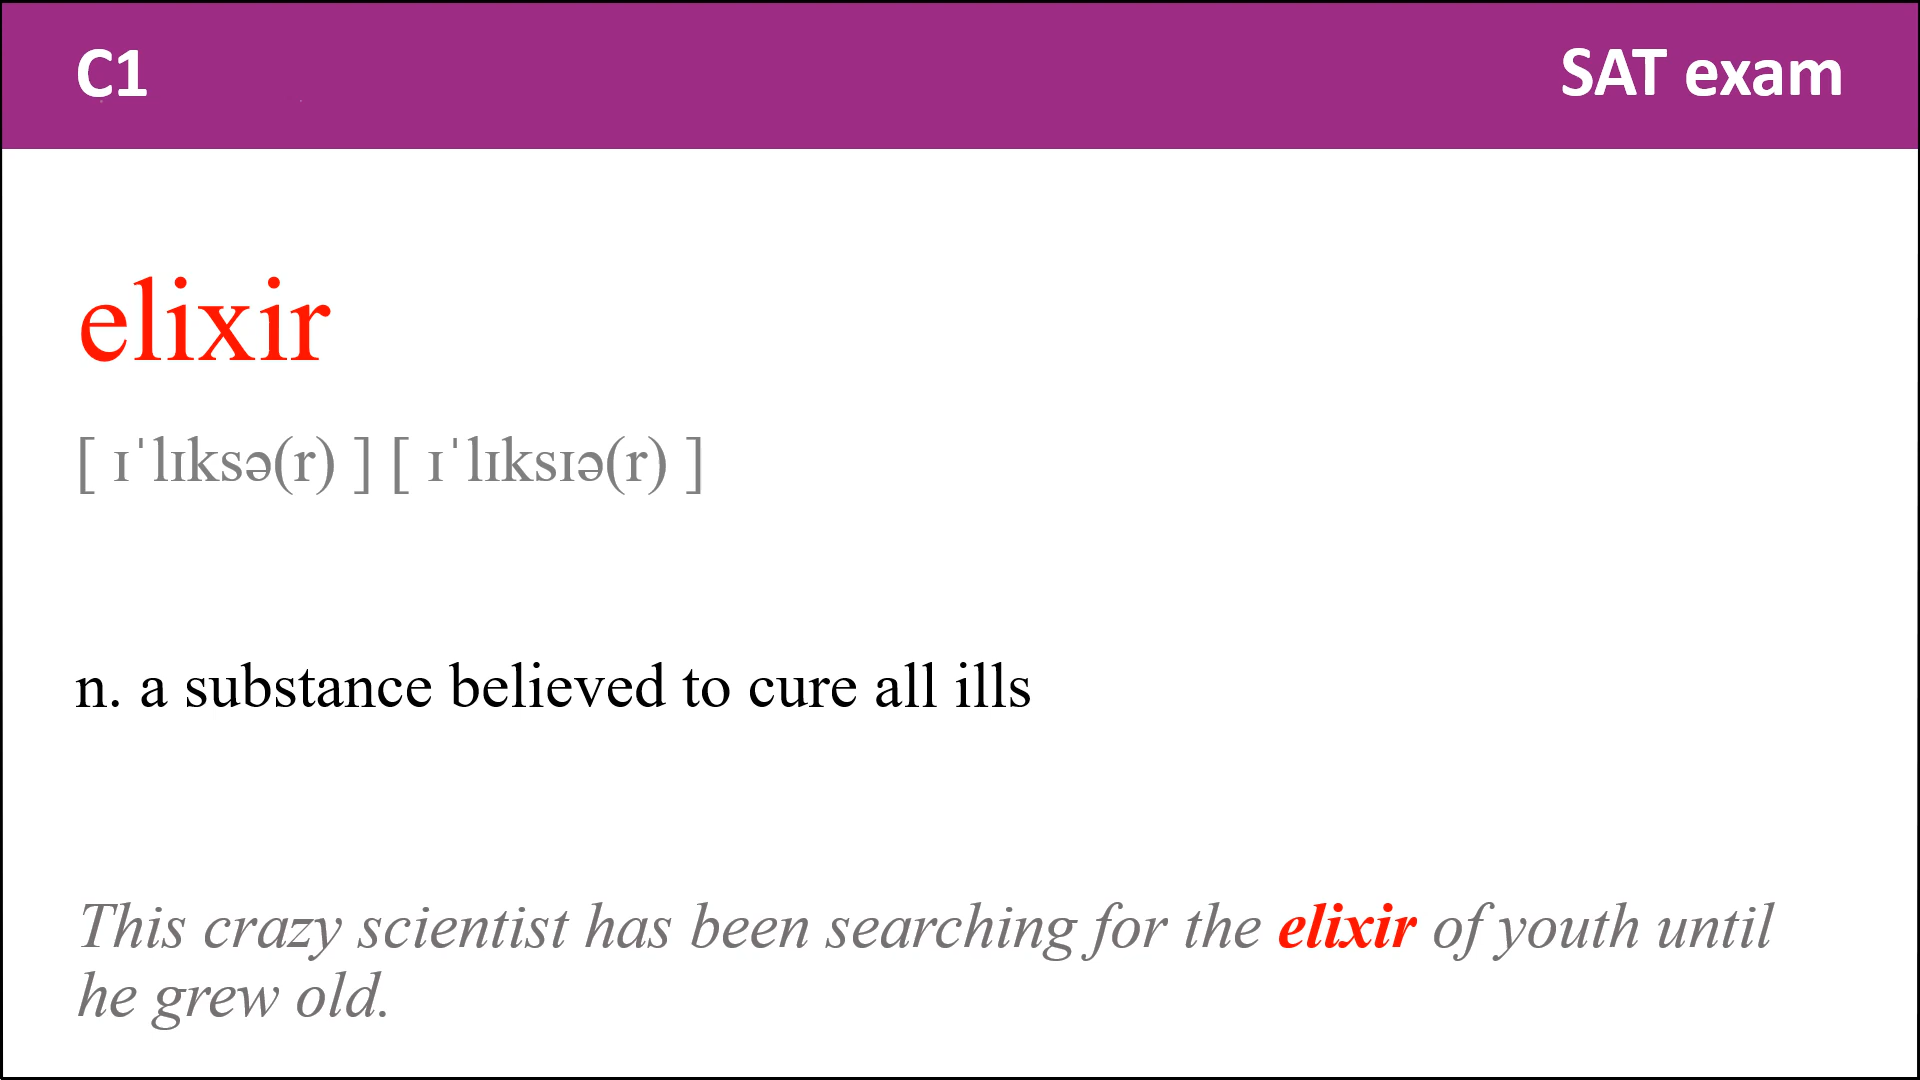 C1 SAT exam
elixir
[ ɪˈlɪksə(r) ] [ ɪˈlɪksɪə(r) ]
n. a substance believed to cure all ills
This crazy scientist has been searching for the elixir of youth until
he grew old.